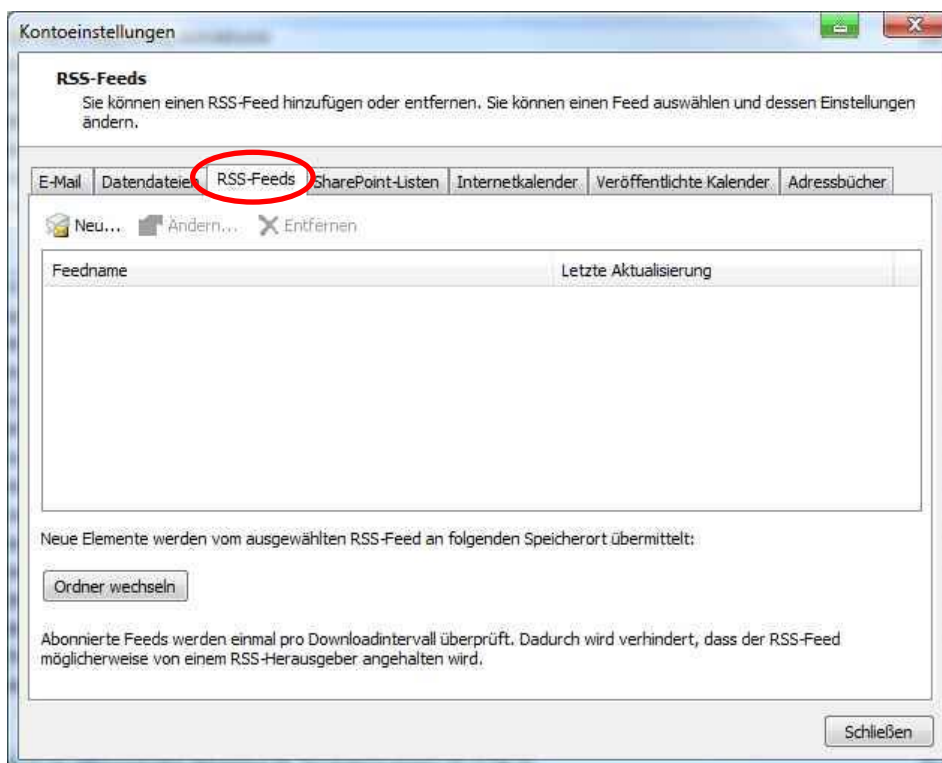 Kontoeinstellungen
RSS-Feeds
Sie können einen RSS-Feed hinzufügen oder entfernen. Sie können einen Feed auswählen und dessen Einstellungen
ändern.
E-Mail Datendateien RSS-Feeds SharePoint-Listen Internetkalender Veröffentlichte Kalender Adressbücher
Neu... Ändern... Entfernen
Feedname Letzte Aktualisierung
Neue Elemente werden vom ausgewählten RSS-Feed an folgenden Speicherort übermittelt:
Ordner wechseln
Abonnierte Feeds werden einmal pro Downloadintervall überprüft. Dadurch wird verhindert, dass der RSS-Feed
möglicherweise von einem RSS-Herausgeber angehalten wird.
Schließen